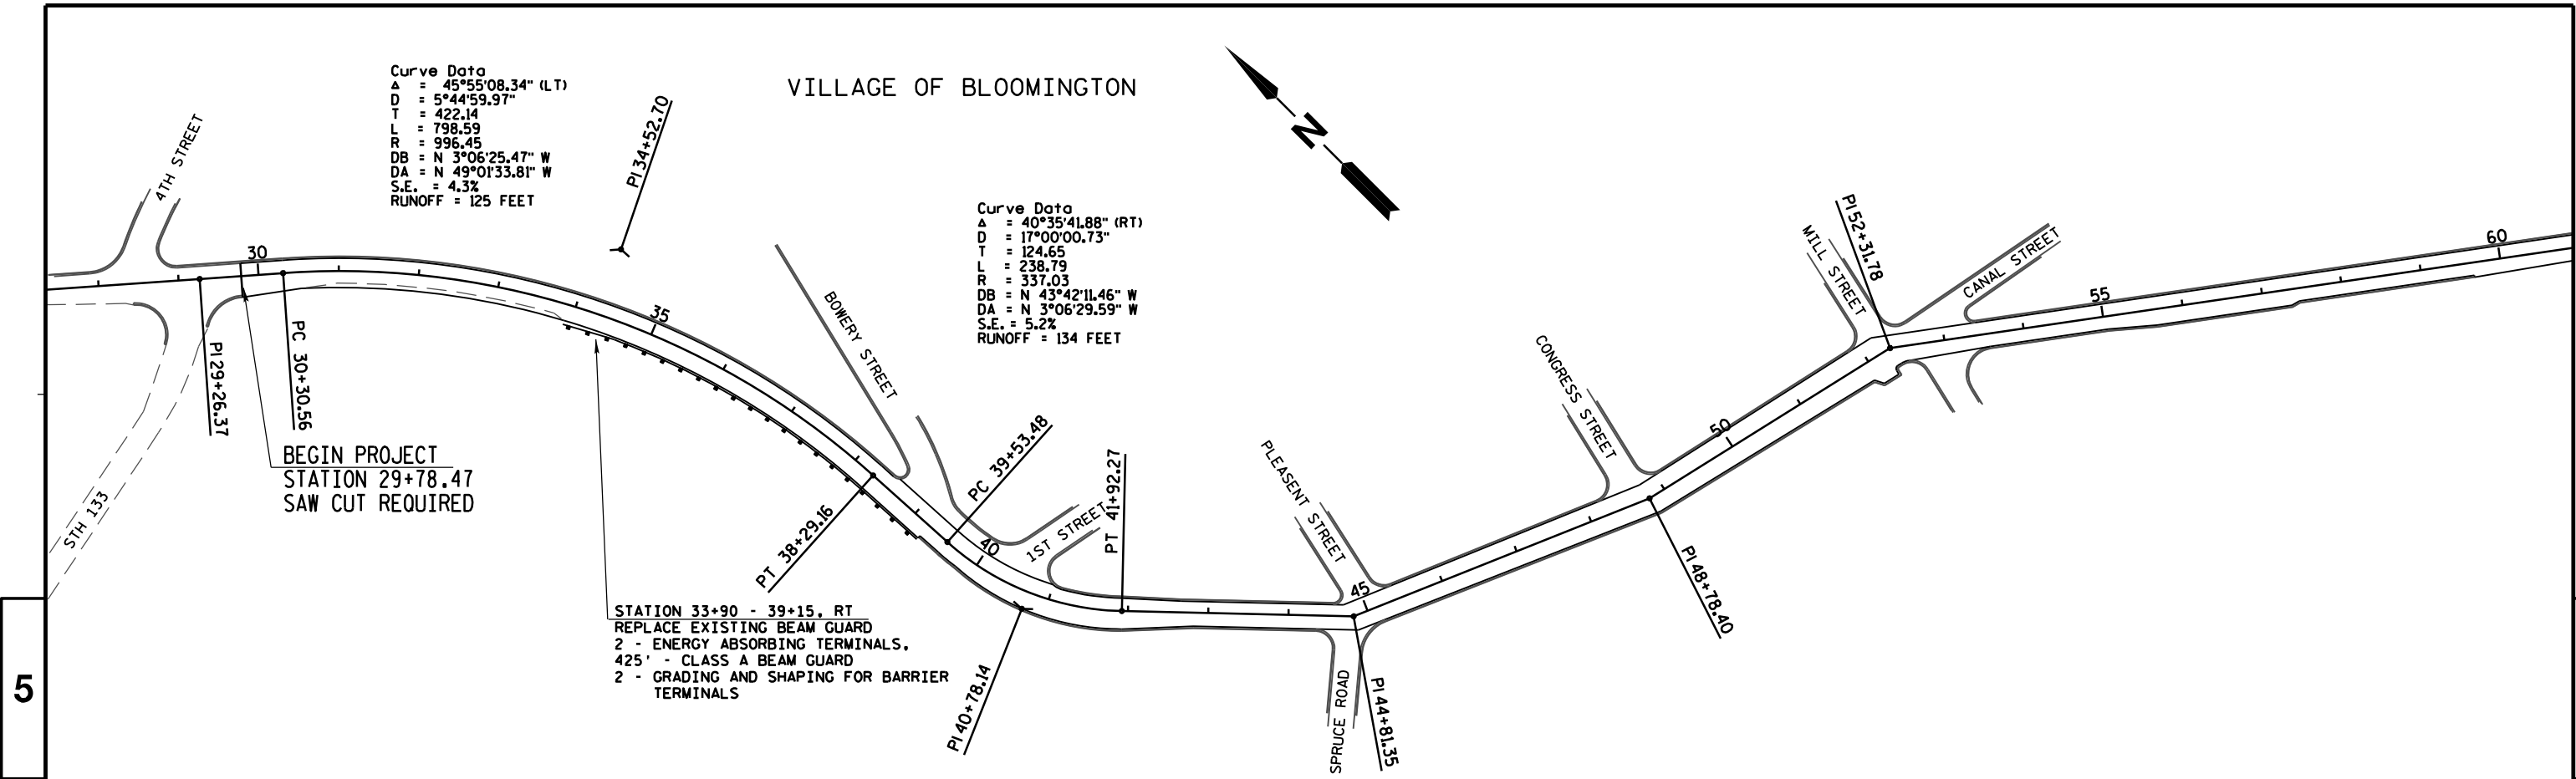 VILLAGE OF BLOOMINGTON
Curve Data
Δ = 45°55'08.34" (LT)
D = 5°44'59.97"
T = 422.14
L = 798.59
R = 996.45
DB = N 3°06'25.47" W
DA = N 49°01'33.81" W
S.E. = 4.3%
RUNOFF = 125 FEET
Curve Data
Δ = 40°35'41.88" (RT)
D = 17°00'00.73"
T = 124.65
L = 238.79
R = 337.03
DB = N 43°42'11.46" W
DA = N 3°06'29.59" W
S.E. = 5.2%
RUNOFF = 134 FEET
N
4TH STREET
STH 133
30
PI 29+26.37
PC 30+30.56
BEGIN PROJECT
STATION 29+78.47
SAW CUT REQUIRED
PI 34+52.70
35
BOWERY STREET
PT 38+29.16
STATION 33+90 - 39+15, RT
REPLACE EXISTING BEAM GUARD
2 - ENERGY ABSORBING TERMINALS,
425' - CLASS A BEAM GUARD
2 - GRADING AND SHAPING FOR BARRIER
TERMINALS
PC 39+53.48
40
1ST STREET
PI 40+78.14
PT 41+92.27
PLEASENT STREET
45
SPRUCE ROAD
PI 44+81.35
CONGRESS STREET
PI 48+78.40
50
MILL STREET
PI 52+31.78
CANAL STREET
55
60
5